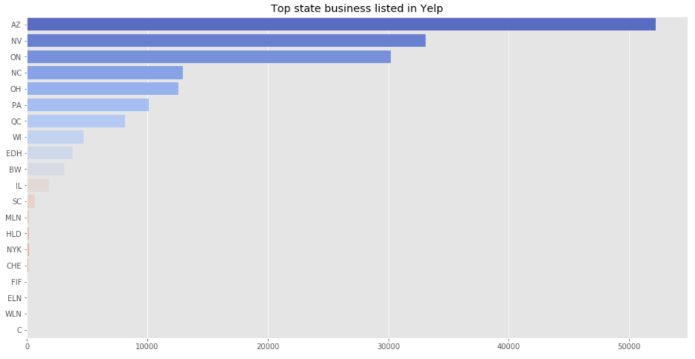 Top state business listed in Yelp
AZ
NV
ON
NC
OH
PA
QC
WI
EDH
BW
IL
SC
MLN
HLD
NYK
CHE
FIF
ELN
WLN
C
0 10000 20000 30000 40000 50000